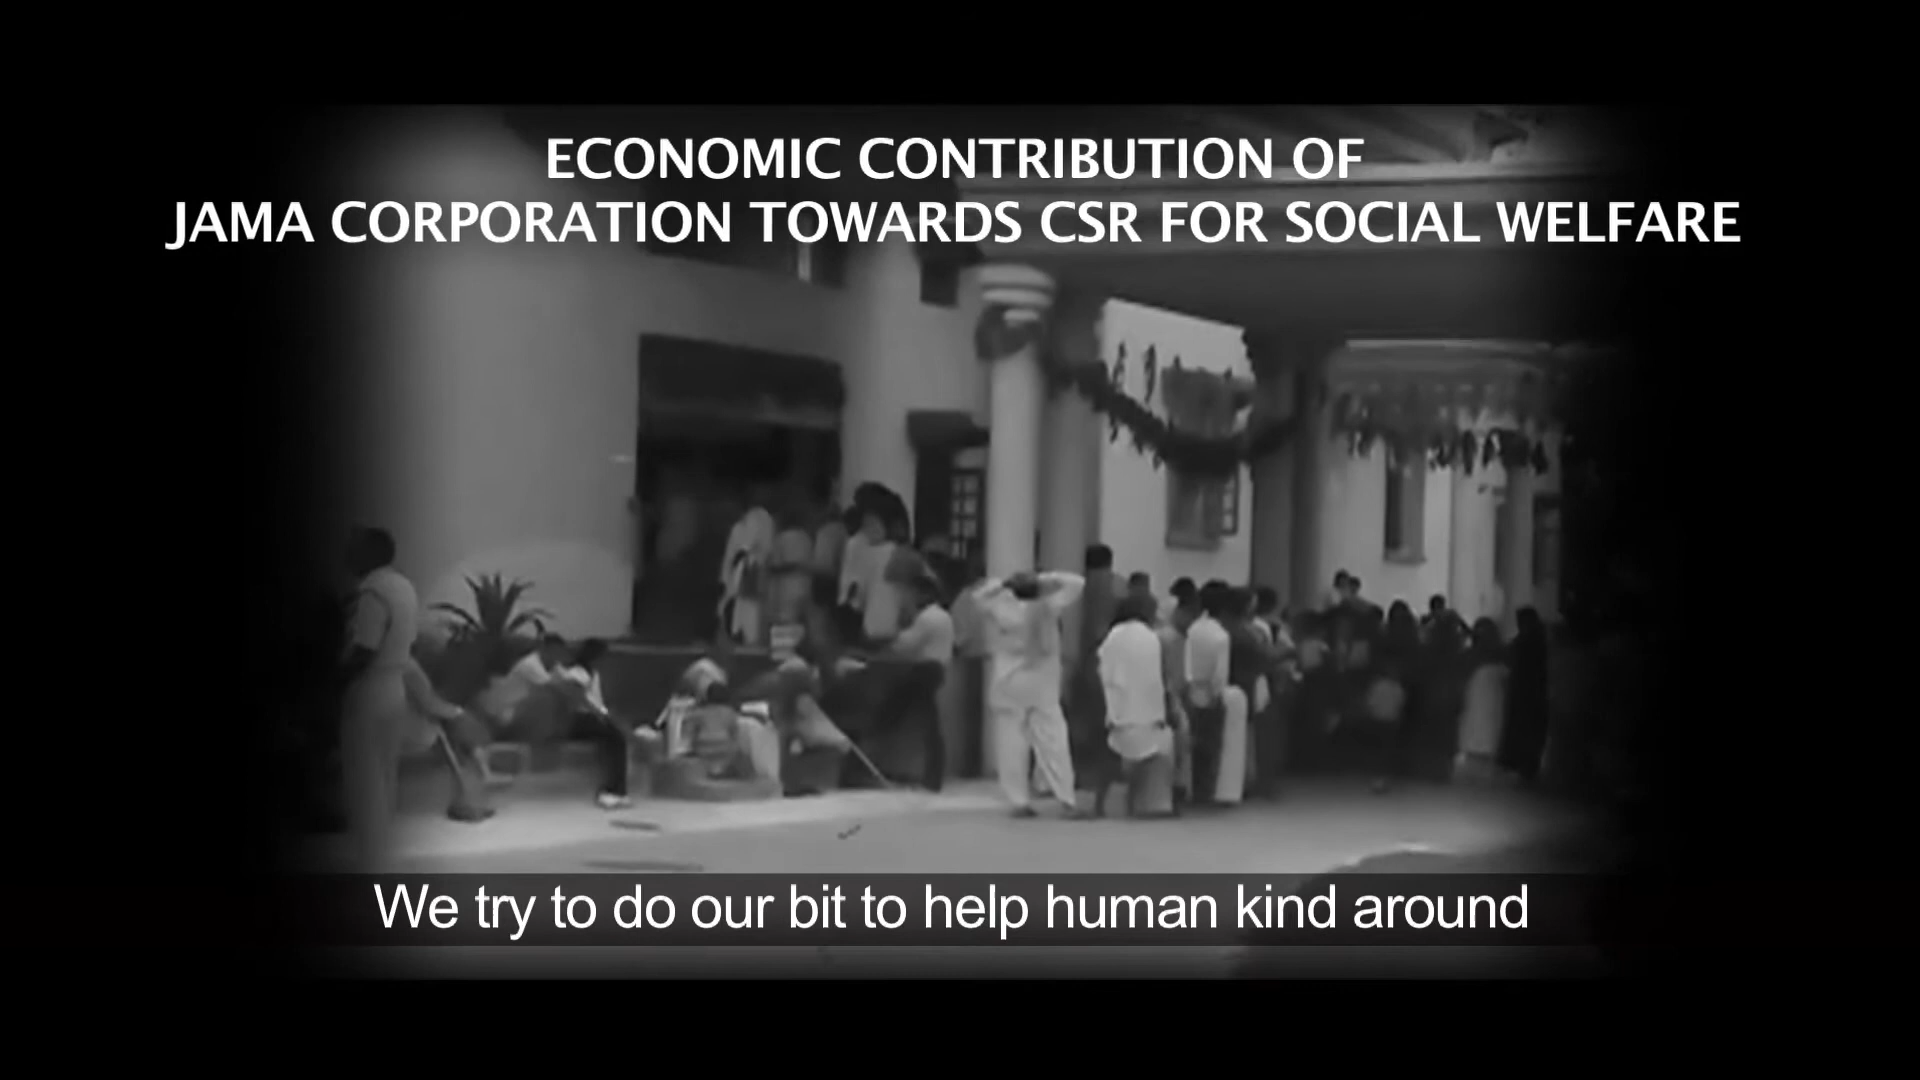 ECONOMIC CONTRIBUTION OF
JAMA CORPORATION TOWARDS CSR FOR SOCIAL WELFARE
We try to do our bit to help human kind around